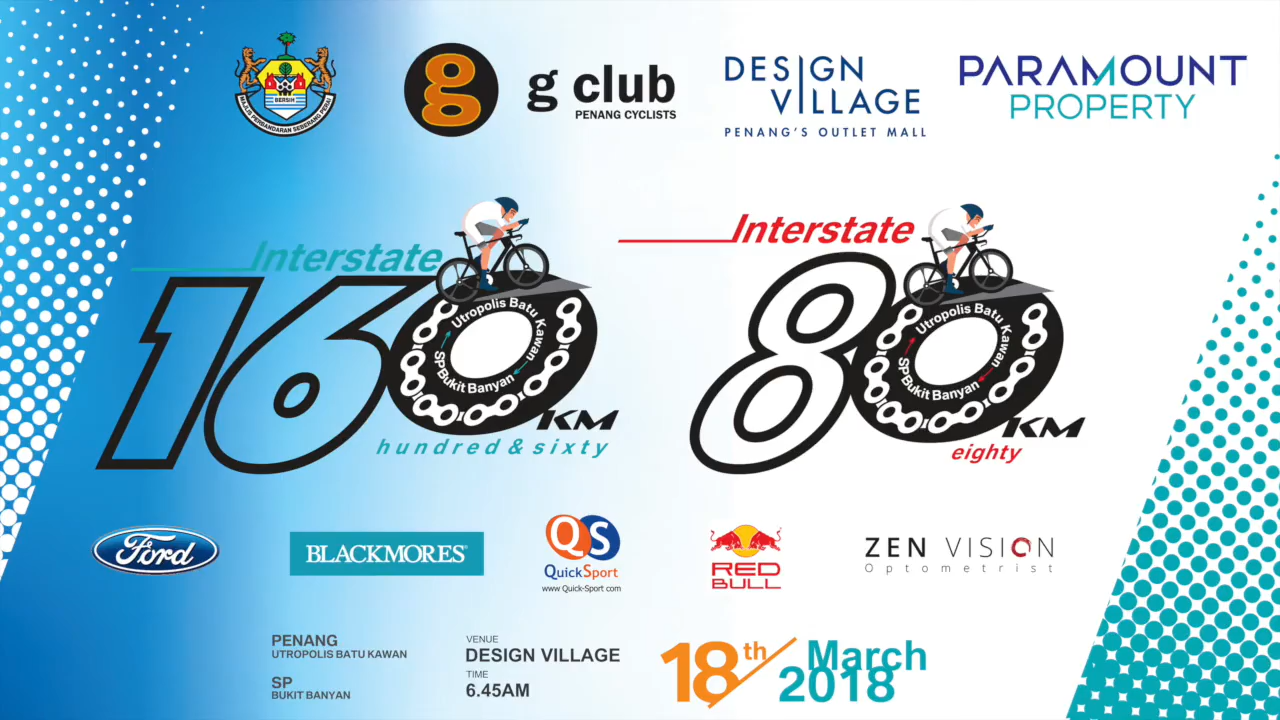 BERSIH
MAJLIS PERBANDARAN SEBERANG PERAI
g
g club
PENANG CYCLISTS
DESIGN
VILLAGE
PENANG'S OUTLET MALL
PARAMOUNT
PROPERTY
Interstate
160
KM
Utropolis Batu Kawan
SP Bukit Banyan
hundred & sixty
Interstate
80
KM
Utropolis Batu Kawan
SP Bukit Banyan
eighty
Ford
BLACKMORES
QS
QuickSport
www.Quick-Sport.com
RED
BULL
ZEN VISION
Optometrist
PENANG
UTROPOLIS BATU KAWAN
SP
BUKIT BANYAN
VENUE
DESIGN VILLAGE
TIME
6.45AM
18th
March
2018